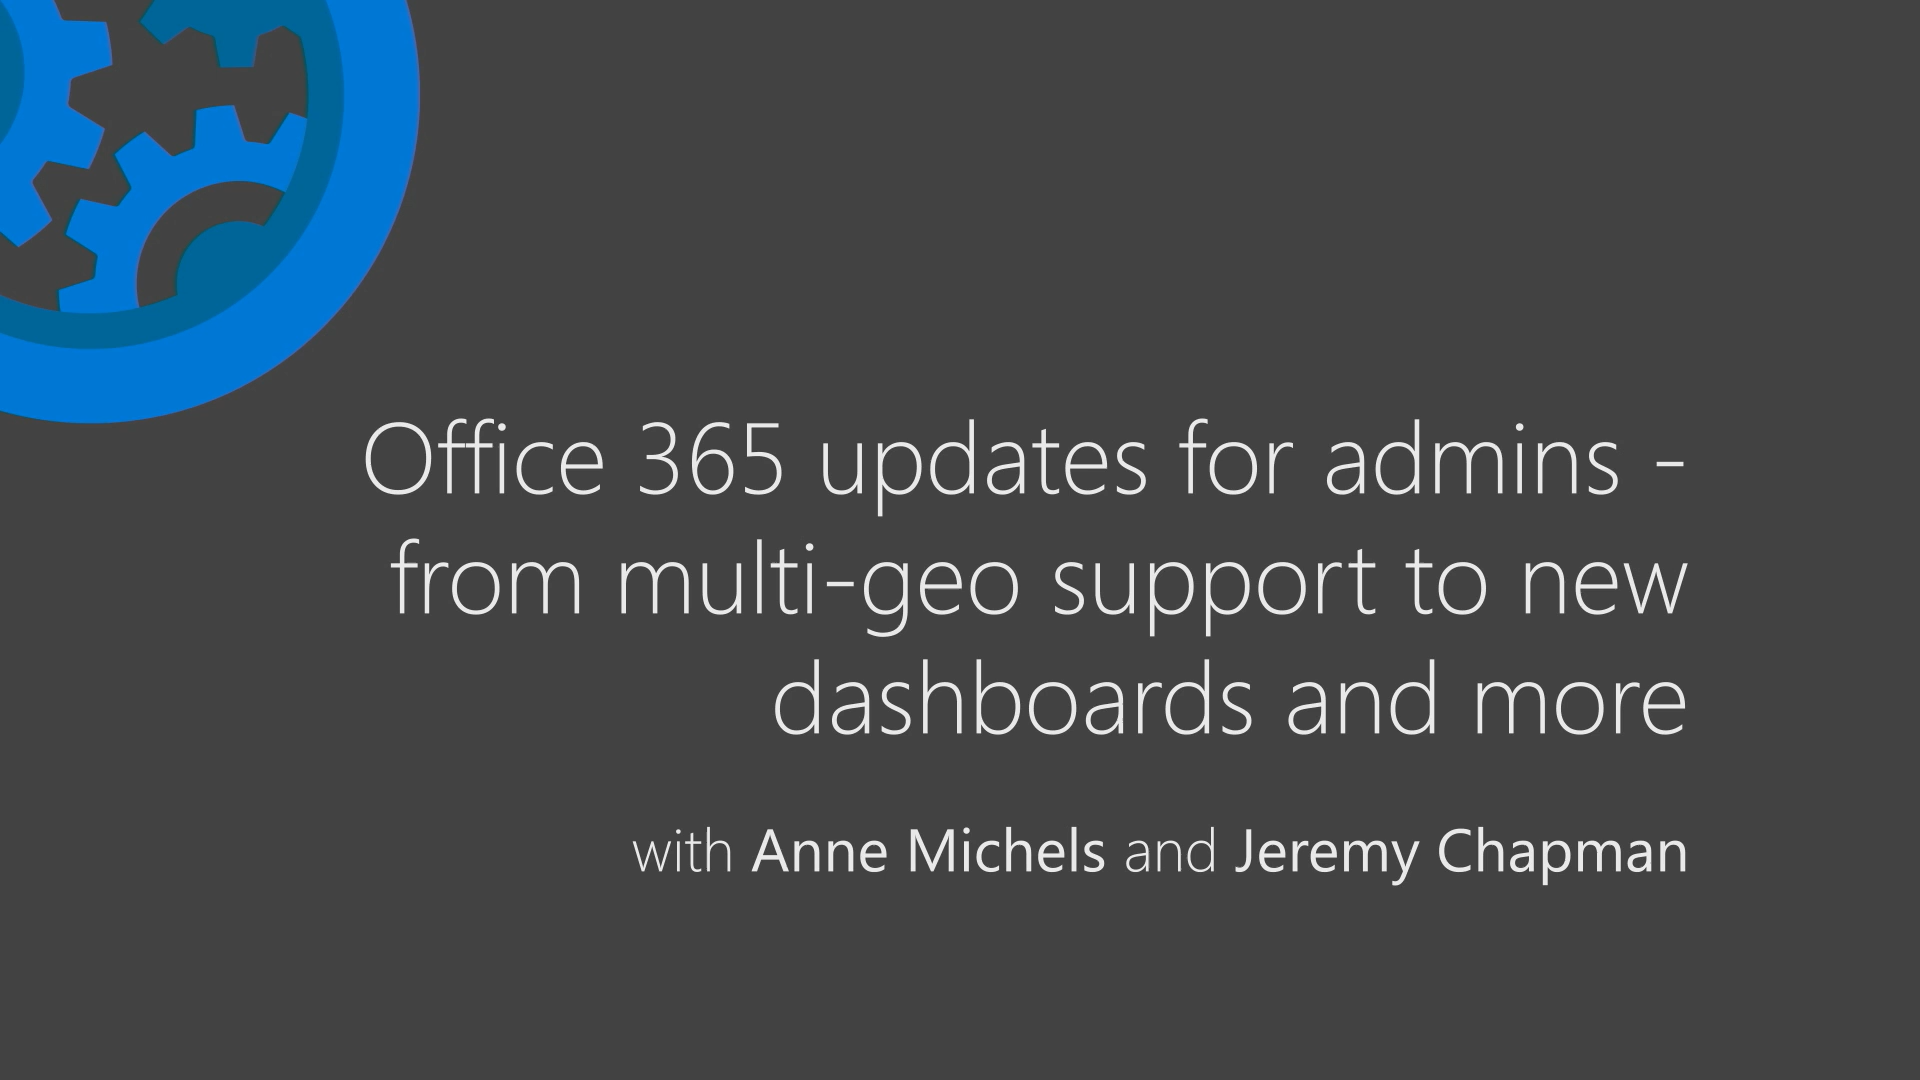 Office 365 updates for admins -
from multi-geo support to new
dashboards and more
with Anne Michels and Jeremy Chapman